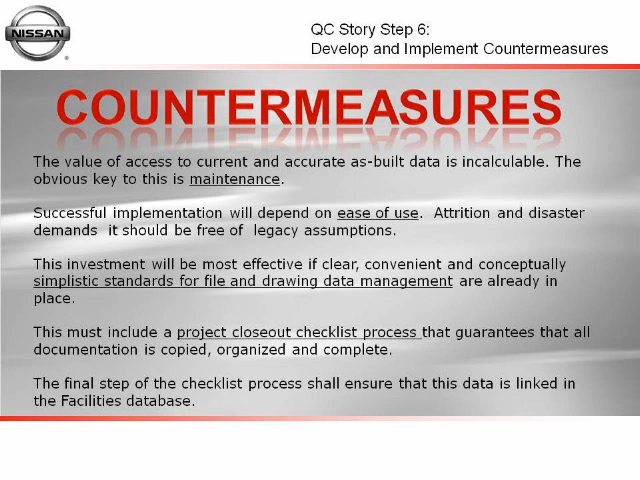 NISSAN
®
QC Story Step 6:
Develop and Implement Countermeasures
COUNTERMEASURES
The value of access to current and accurate as-built data is incalculable. The
obvious key to this is maintenance.
Successful implementation will depend on ease of use. Attrition and disaster
demands it should be free of legacy assumptions.
This investment will be most effective if clear, convenient and conceptually
simplistic standards for file and drawing data management are already in
place.
This must include a project closeout checklist process that guarantees that all
documentation is copied, organized and complete.
The final step of the checklist process shall ensure that this data is linked in
the Facilities database.